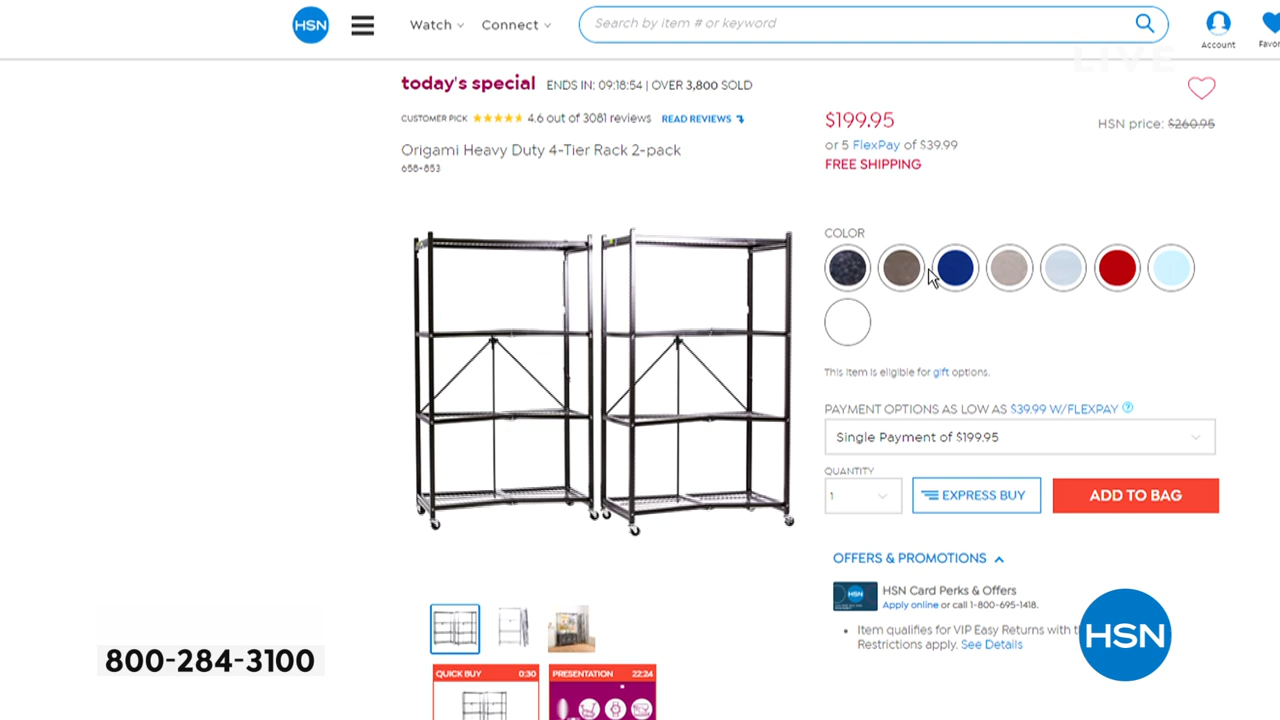 HSN
Watch
Connect
Search by item # or keyword
Account
LIVE
today's special ENDS IN: 09:18:54 | OVER 3,800 SOLD
CUSTOMER PICK 4.6 out of 3081 reviews READ REVIEWS
Origami Heavy Duty 4-Tier Rack 2-pack
658-853
$199.95
HSN price: $260.95
or 5 FlexPay of $39.99
FREE SHIPPING
COLOR
This item is eligible for gift options.
PAYMENT OPTIONS AS LOW AS $39.99 W/FLEXPAY ?
Single Payment of $199.95
QUANTITY
1
EXPRESS BUY
ADD TO BAG
OFFERS & PROMOTIONS
HSN
HSN Card Perks & Offers
Apply online or call 1-800-695-1418.
• Item qualifies for VIP Easy Returns with
Restrictions apply. See Details
HSN
800-284-3100
QUICK BUY 0:30
PRESENTATION 22:24